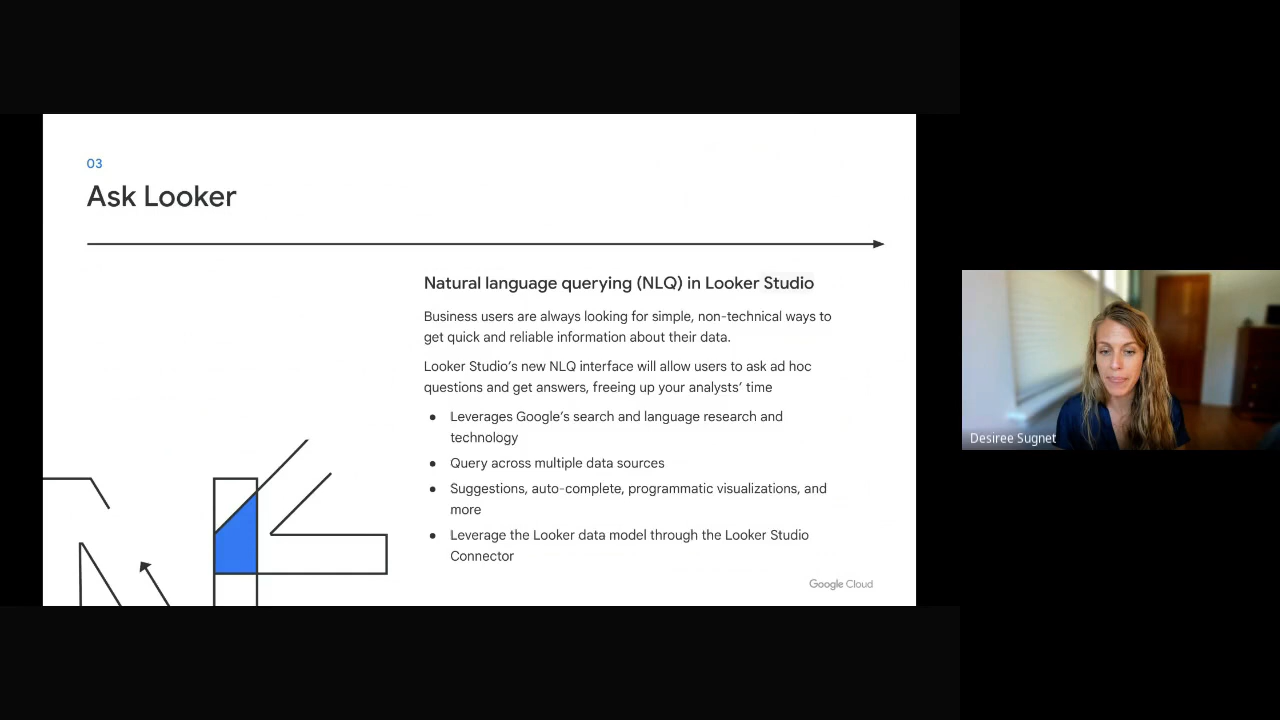 03
Ask Looker
Natural language querying (NLQ) in Looker Studio
Business users are always looking for simple, non-technical ways to
get quick and reliable information about their data.
Looker Studio's new NLQ interface will allow users to ask ad hoc
questions and get answers, freeing up your analysts' time
● Leverages Google's search and language research and
technology
● Query across multiple data sources
● Suggestions, auto-complete, programmatic visualizations, and
more
● Leverage the Looker data model through the Looker Studio
Connector
Google Cloud
Desiree Sugnet